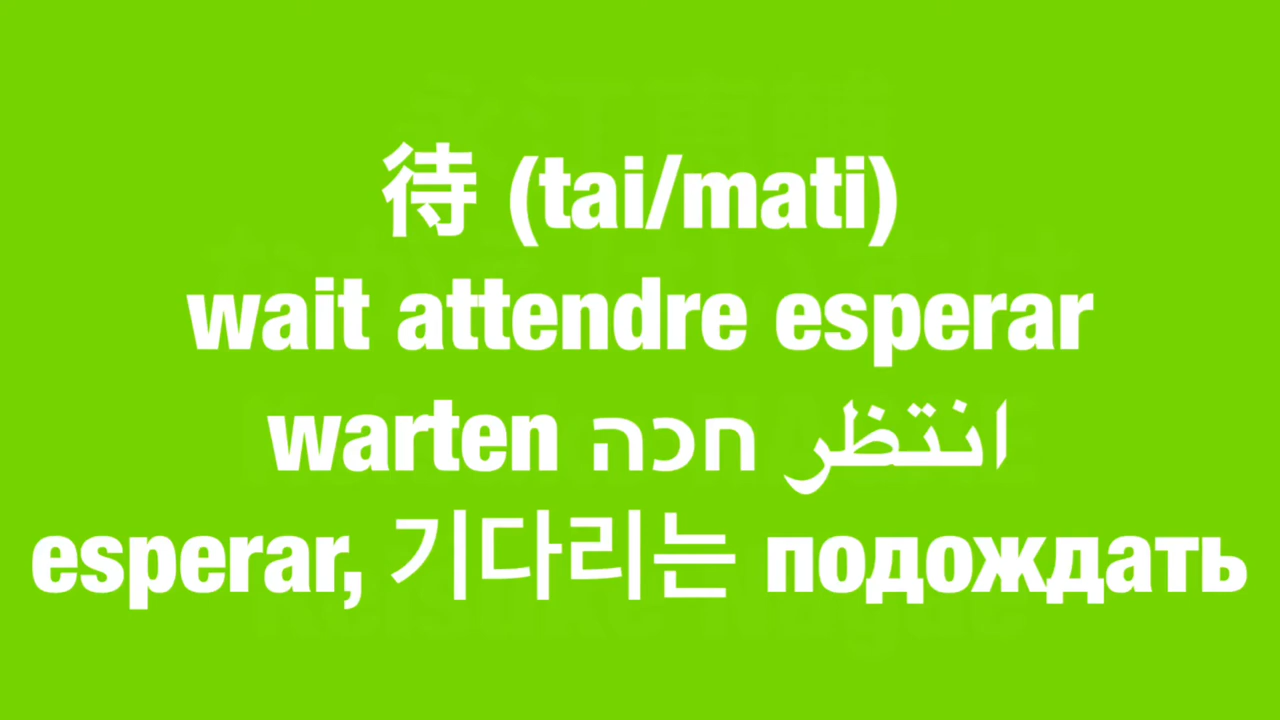 待 (tai/mati)
wait attendre esperar
warten חכה انتظر
esperar, 기다리는 подождать